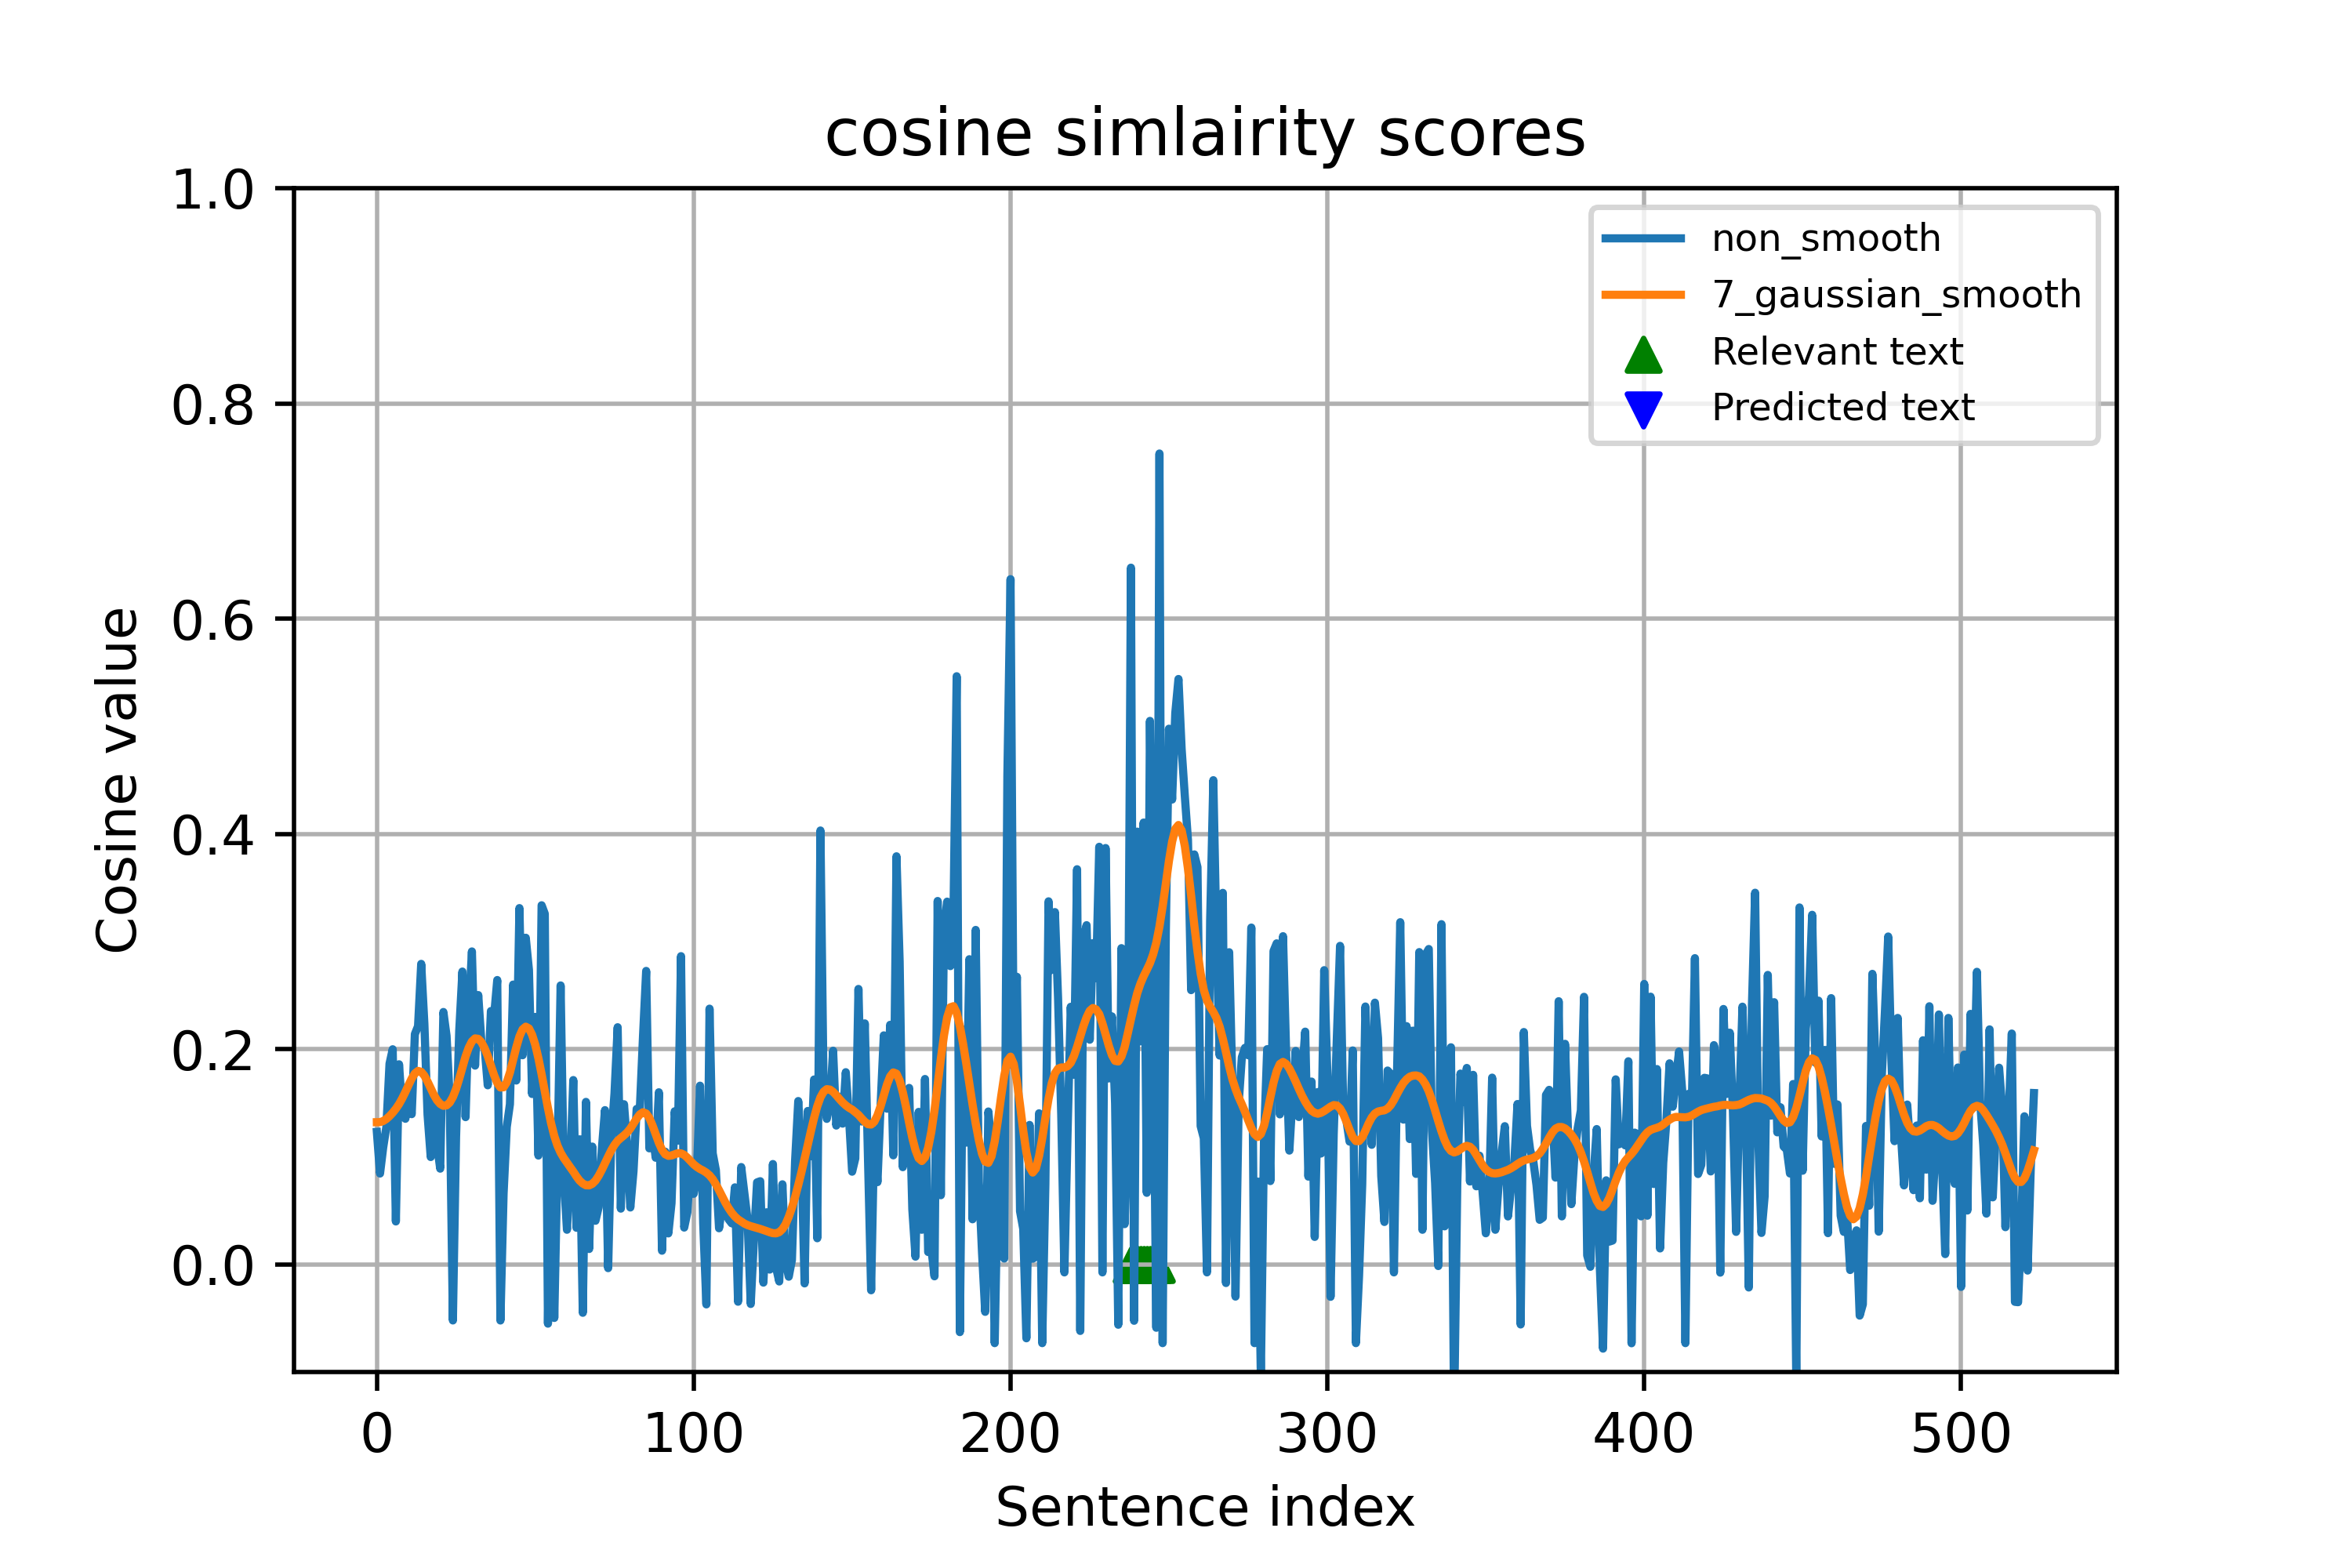 cosine simlairity scores
1.0
0.8
0.6
0.4
0.2
0.0
Cosine value
non_smooth
7_gaussian_smooth
Relevant text
Predicted text
0 100 200 300 400 500
Sentence index